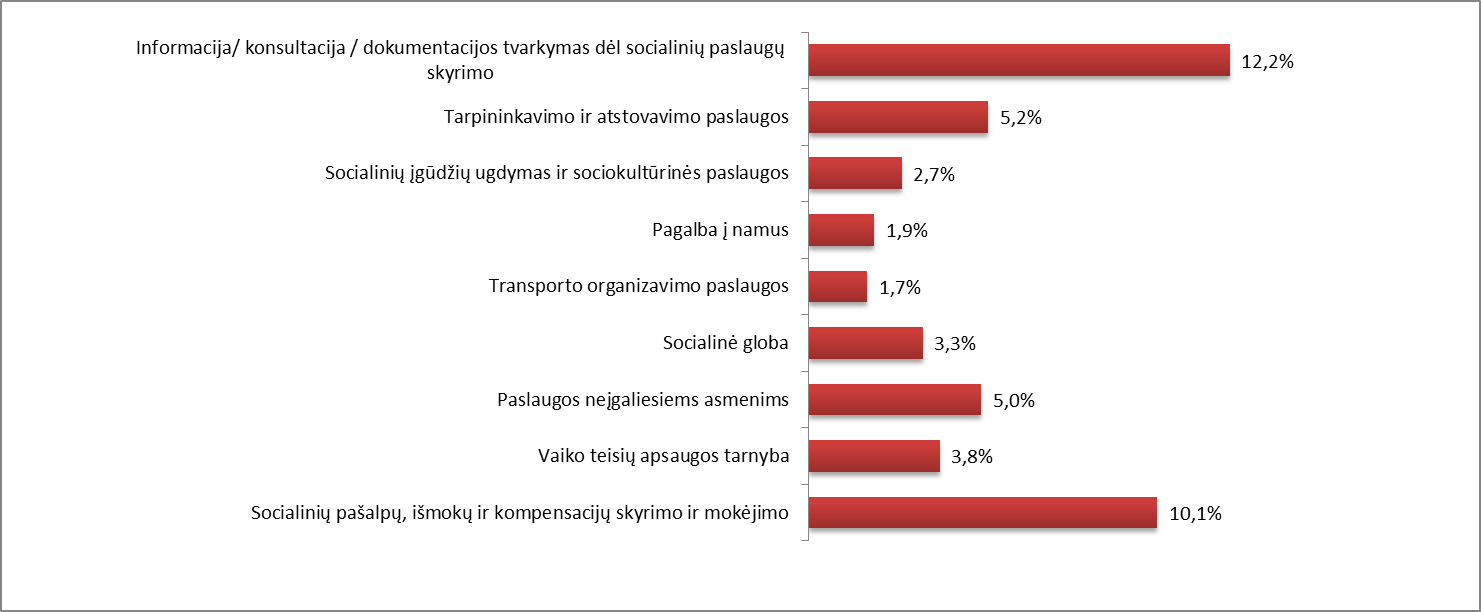 Informacija/ konsultacija / dokumentacijos tvarkymas dėl socialinių paslaugų
skyrimo
12,2%
Tarpininkavimo ir atstovavimo paslaugos
5,2%
Socialinių įgūdžių ugdymas ir sociokultūrinės paslaugos
2,7%
Pagalba į namus
1,9%
Transporto organizavimo paslaugos
1,7%
Socialinė globa
3,3%
Paslaugos neįgaliesiems asmenims
5,0%
Vaiko teisių apsaugos tarnyba
3,8%
Socialinių pašalpų, išmokų ir kompensacijų skyrimo ir mokėjimo
10,1%